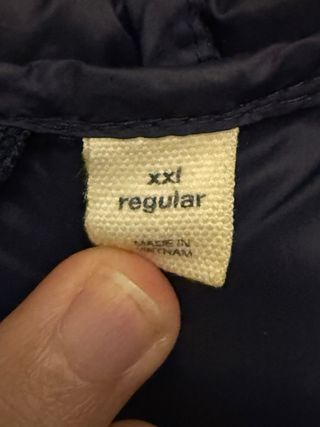 xxl
regular
MADE IN
VIETNAM